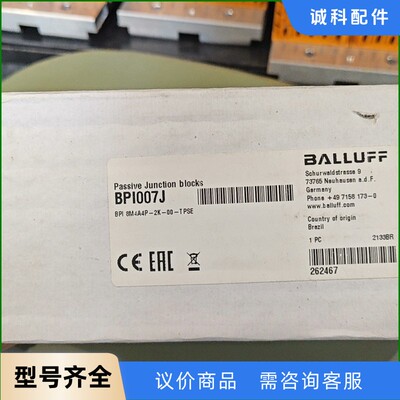 诚科配件
BALLUFF
Passive Junction blocks
BPI007J
BPI 8M4A4P-2K-00-TPSE
Schurwaldstrasse 9
73765 Neuhausen a.d.F.
Germany
Phone +49 7158 173-0
www.balluff.com
Country of origin
Brazil
1 PC 2133BR
262467
CE EAC
型号齐全
议价商品 需咨询客服